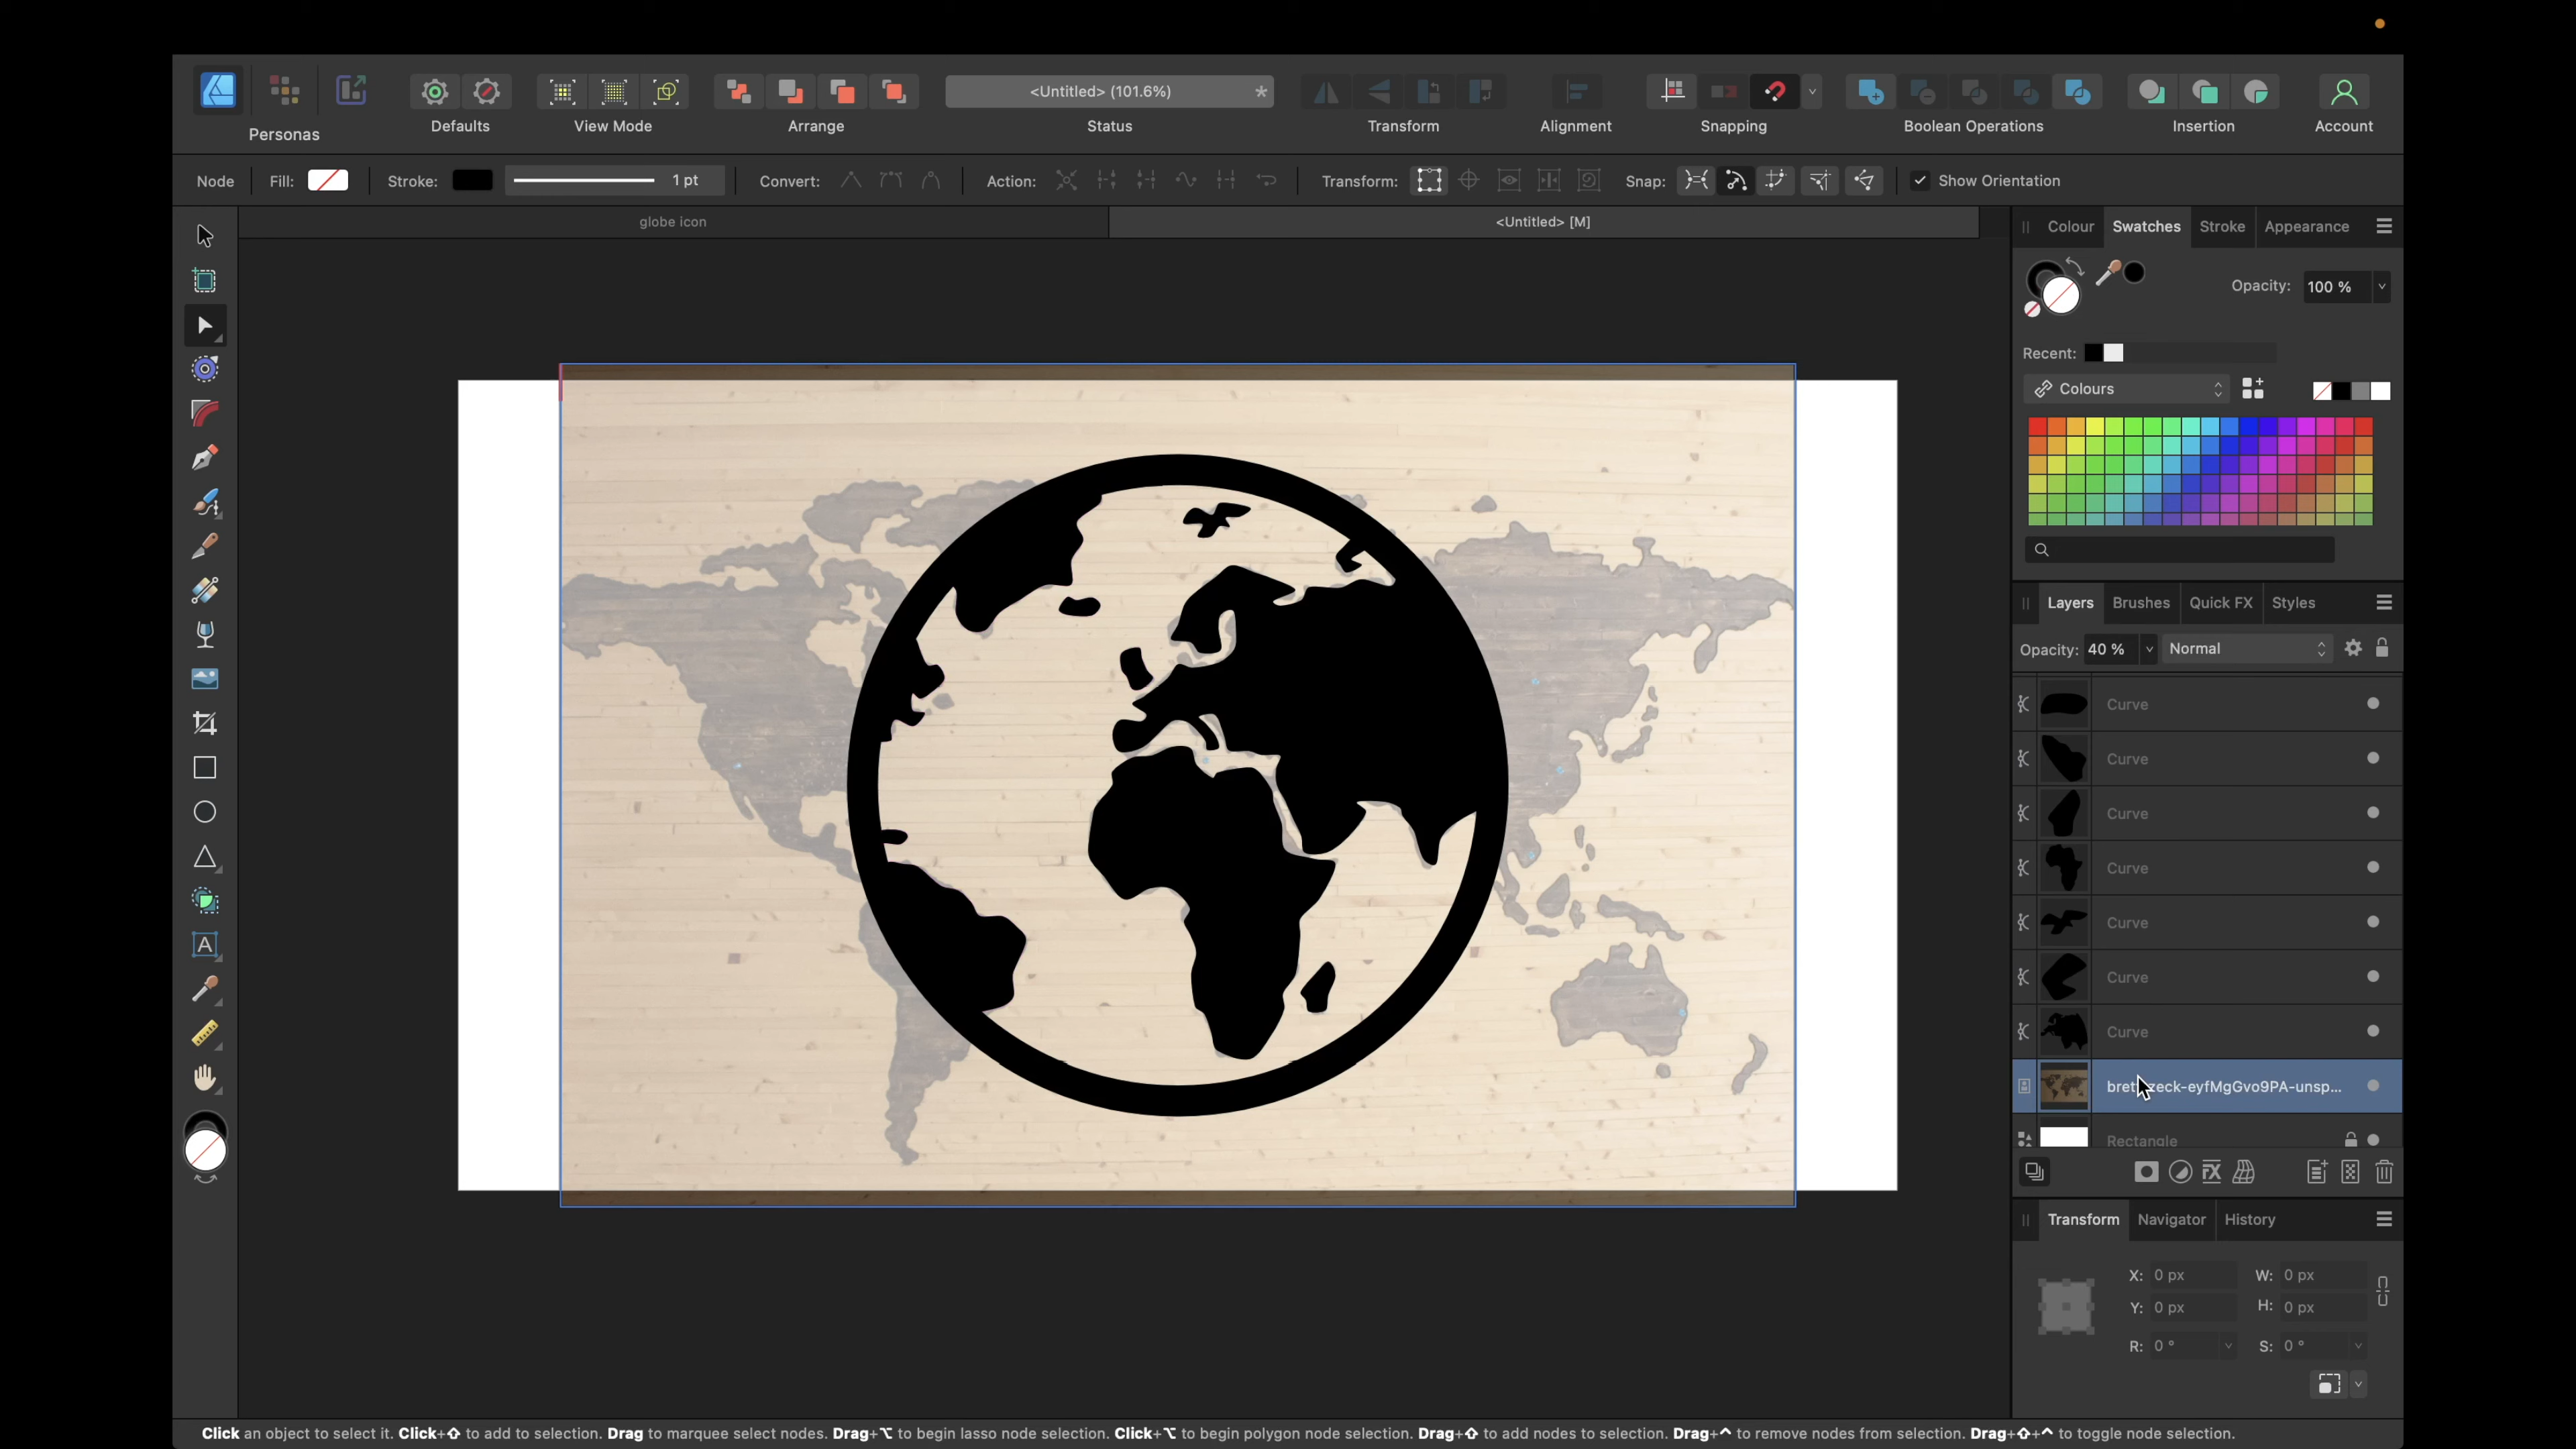 Personas
Defaults
View Mode
Arrange
<Untitled> (101.6%)
*
Status
Transform
Alignment
Snapping
Boolean Operations
Insertion
Account
Node
Fill:
Stroke:
1 pt
Convert:
Action:
Transform:
Snap:
Show Orientation
globe icon
<Untitled> [M]
Colour
Swatches
Stroke
Appearance
Opacity:
100 %
Recent:
Colours
Layers
Brushes
Quick FX
Styles
Opacity:
40 %
Normal
Curve
Curve
Curve
Curve
Curve
Curve
Curve
Rectangle
Transform
Navigator
History
X: 0 px
W: 0 px
Y: 0 px
H: 0 px
R: 0 °
S: 0 °
Click an object to select it. Click+⇧ to add to selection. Drag to marquee select nodes. Drag+⌥ to begin lasso node selection. Click+⌥ to begin polygon node selection. Drag+⇧ to add nodes to selection. Drag+^ to remove nodes from selection. Drag+⇧+^ to toggle node selection.